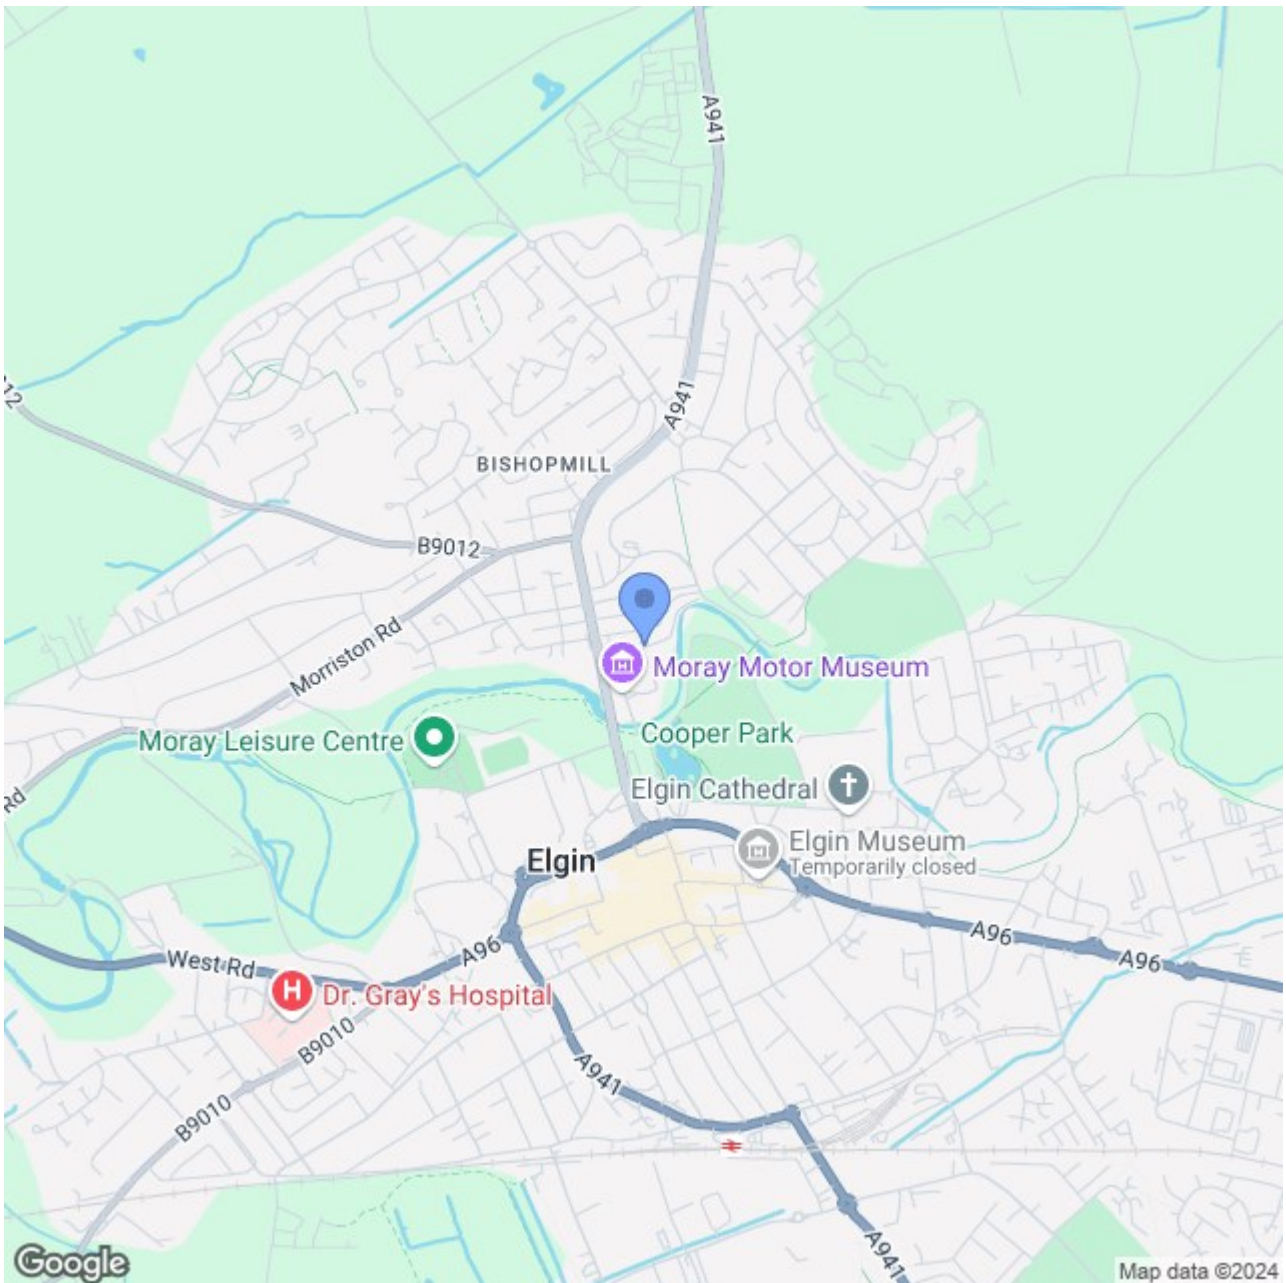 A941
A941
012
BISHOPMILL
B9012
Morriston Rd
Moray Motor Museum
Moray Leisure Centre
Cooper Park
Elgin Cathedral
Rd
Elgin Museum
Temporarily closed
Elgin
A96
A96
A96
West Rd
Dr. Gray's Hospital
B9010
A941
B9010
A941
Google
Map data ©2024